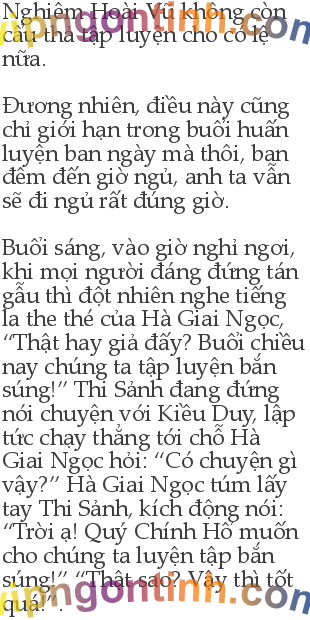 Nghiêm Hoài Vũ không còn
cẩu thả tập luyện cho có lệ
nữa.
Đương nhiên, điều này cũng
chỉ giới hạn trong buổi huấn
luyện ban ngày mà thôi, ban
đêm đến giờ ngủ, anh ta vẫn
sẽ đi ngủ rất đúng giờ.
Buổi sáng, vào giờ nghỉ ngơi,
khi mọi người đáng đứng tán
gẫu thì đột nhiên nghe tiếng
la the thé của Hà Giai Ngọc,
“Thật hay giả đấy? Buổi chiều
nay chúng ta tập luyện bắn
súng!” Thi Sảnh đang đứng
nói chuyện với Kiều Duy, lập
tức chạy thẳng tới chỗ Hà
Giai Ngọc hỏi: “Có chuyện gì
vậy?” Hà Giai Ngọc túm lấy
tay Thi Sảnh, kích động nói:
“Trời ạ! Quý Chính Hổ muốn
cho chúng ta luyện tập bắn
súng!” “Thật sao? Vậy thì tốt
quá!”.